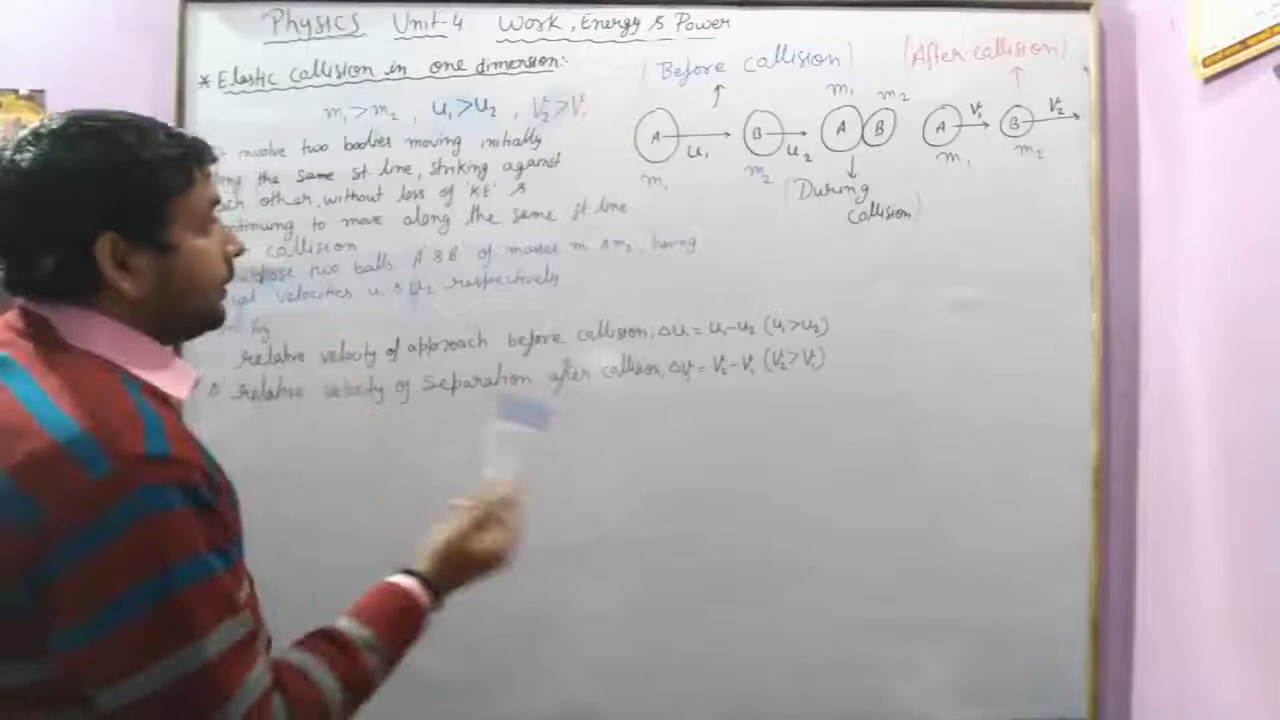 Physics Unit-4 Work, Energy & Power
* Elastic Collision in one dimension:-
m₁ > m₂ , u₁ > u₂ , V₂ > V₁
involve two bodies moving initially
the same st line, striking against
other, without loss of 'KE' &
to move along the same st line
collision
two balls A & B of masses m₁ & m₂, having
velocities u₁ & u₂ respectively
fig
relative velocity of approach before collision, Δu = u₁-u₂ (u₁>u₂)
& relative velocity of Separation after collision, ΔV = V₂-V₁ (V₂>V₁)
(Before collision)
(After collision)
A u₁ m₁
B u₂ m₂
m₁ m₂
A B
(During
collision)
A V₁ m₁
B V₂ m₂